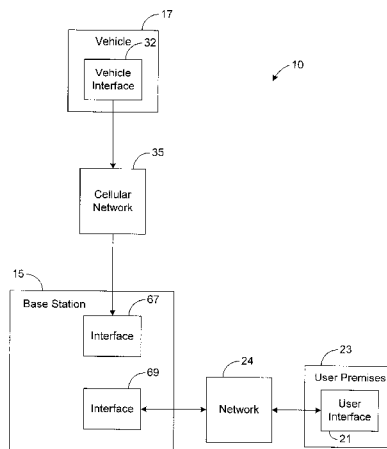 17
Vehicle
32
Vehicle
Interface
10
35
Cellular
Network
15
Base Station
67
Interface
69
Interface
24
Network
23
User Premises
User
Interface
21